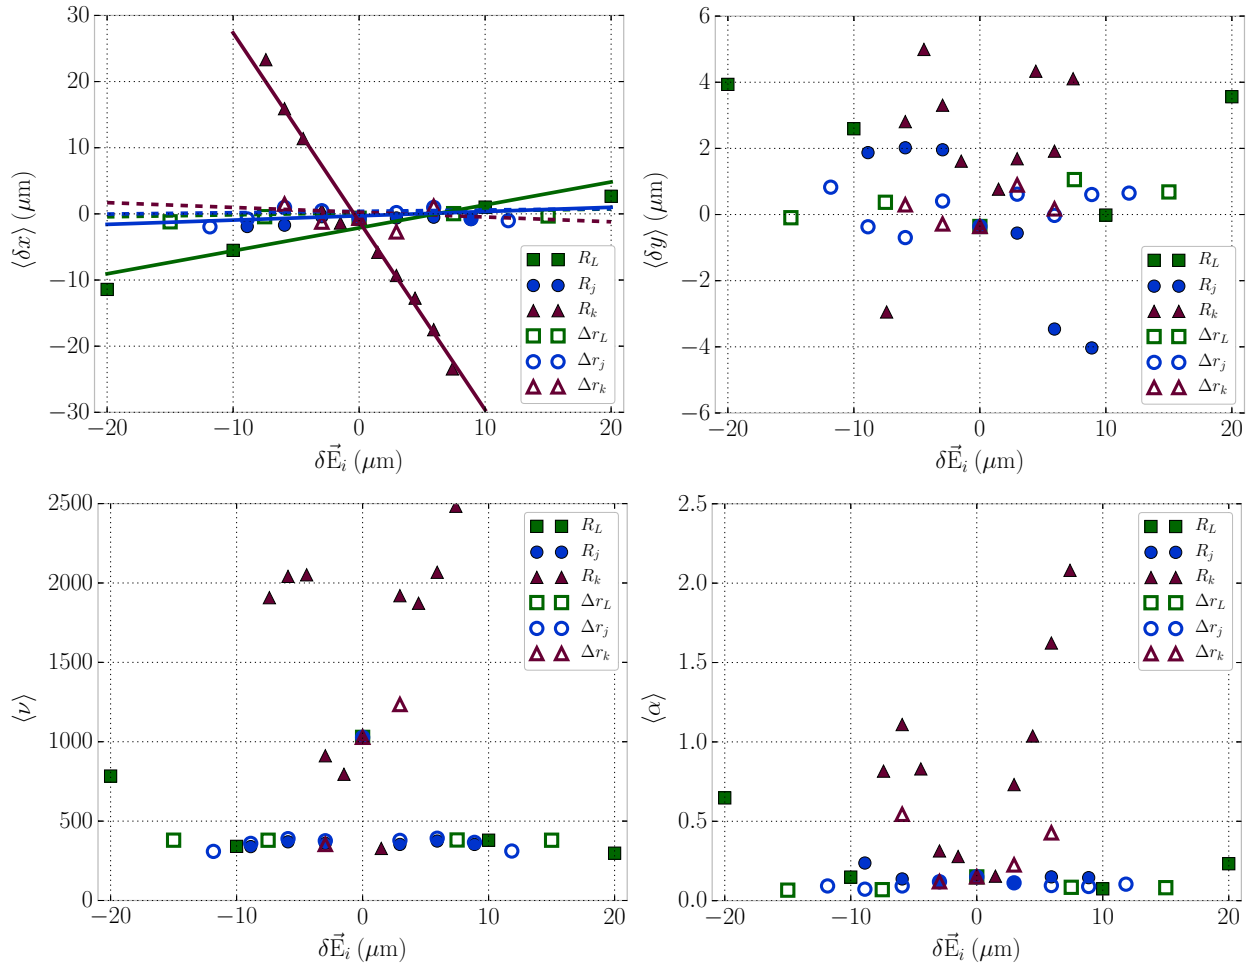 30
20
10
0
−10
−20
−30
⟨δx⟩ (μm)
−20 −10 0 10 20
δE⃗ᵢ (μm)
R_L
R_j
R_k
Δr_L
Δr_j
Δr_k
6
4
2
0
−2
−4
−6
⟨δy⟩ (μm)
−20 −10 0 10 20
δE⃗ᵢ (μm)
R_L
R_j
R_k
Δr_L
Δr_j
Δr_k
2500
2000
1500
1000
500
0
⟨ν⟩
−20 −10 0 10 20
δE⃗ᵢ (μm)
R_L
R_j
R_k
Δr_L
Δr_j
Δr_k
2.5
2.0
1.5
1.0
0.5
0.0
⟨α⟩
−20 −10 0 10 20
δE⃗ᵢ (μm)
R_L
R_j
R_k
Δr_L
Δr_j
Δr_k